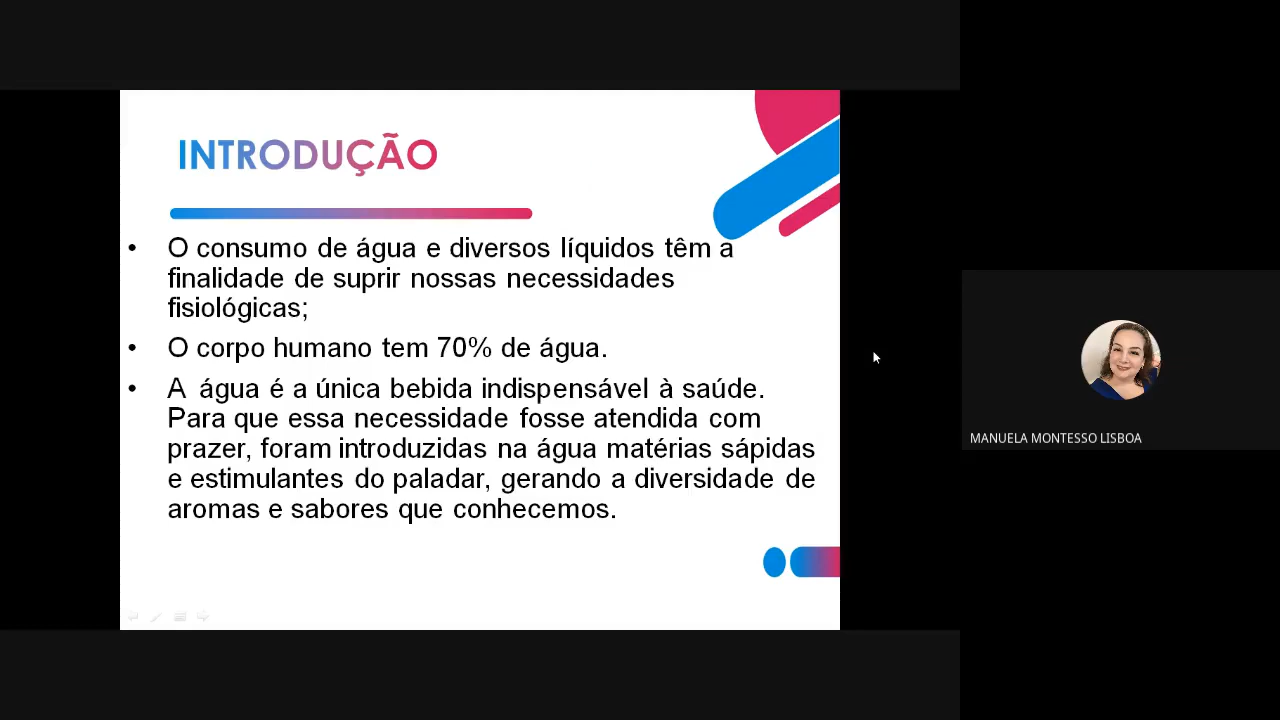 INTRODUÇÃO
• O consumo de água e diversos líquidos têm a
finalidade de suprir nossas necessidades
fisiológicas;
• O corpo humano tem 70% de água.
• A água é a única bebida indispensável à saúde.
Para que essa necessidade fosse atendida com
prazer, foram introduzidas na água matérias sápidas
e estimulantes do paladar, gerando a diversidade de
aromas e sabores que conhecemos.
MANUELA MONTESSO LISBOA